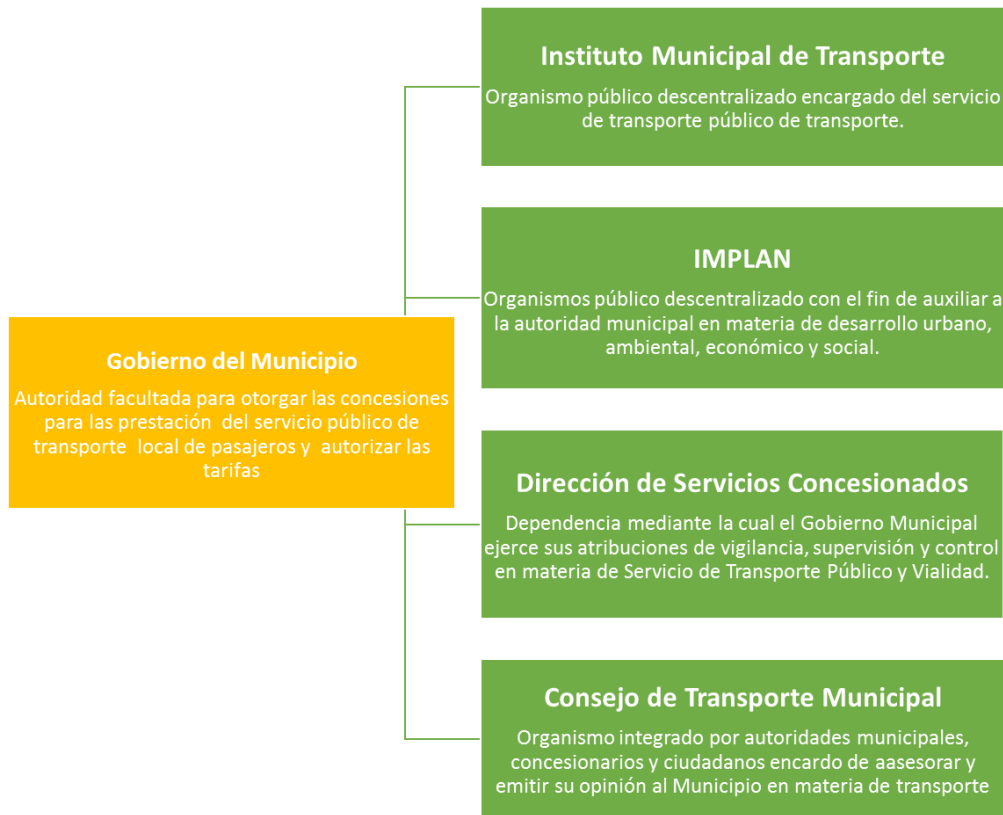 Instituto Municipal de Transporte
Organismo público descentralizado encargado del servicio
de transporte público de transporte.
IMPLAN
Organismos público descentralizado con el fin de auxiliar a
la autoridad municipal en materia de desarrollo urbano,
ambiental, económico y social.
Gobierno del Municipio
Autoridad facultada para otorgar las concesiones
para las prestación del servicio público de
transporte local de pasajeros y autorizar las
tarifas
Dirección de Servicios Concesionados
Dependencia mediante la cual el Gobierno Municipal
ejerce sus atribuciones de vigilancia, supervisión y control
en materia de Servicio de Transporte Público y Vialidad.
Consejo de Transporte Municipal
Organismo integrado por autoridades municipales,
concesionarios y ciudadanos encardo de aasesorar y
emitir su opinión al Municipio en materia de transporte